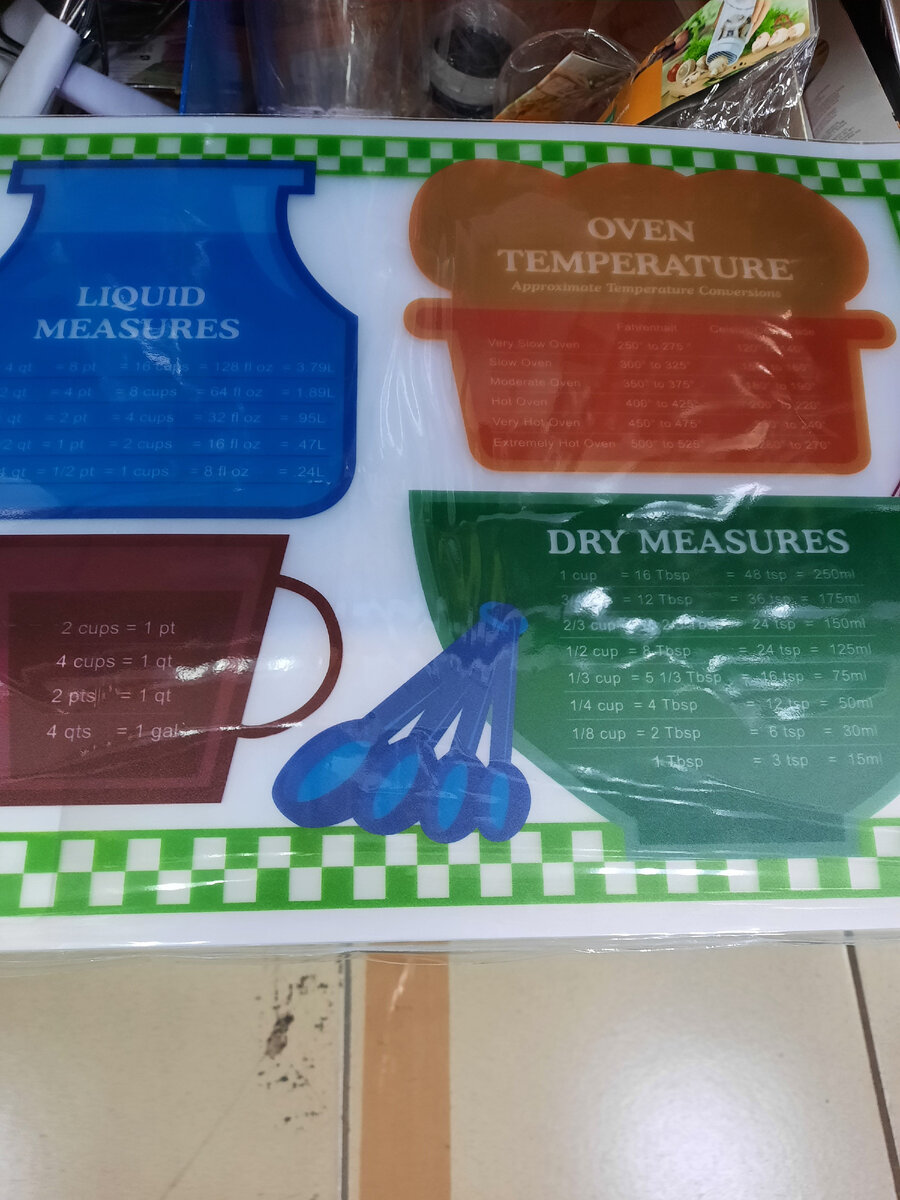 LIQUID
MEASURES
4 qt = 8 pt = 16 cups = 128 fl oz = 3.79L
2 qt = 4 pt = 8 cups = 64 fl oz = 1.89L
qt = 2 pt = 4 cups = 32 fl oz = .95L
/2 qt = 1 pt = 2 cups = 16 fl oz = .47L
qt = 1/2 pt = 1 cups = 8 fl oz = .24L
OVEN
TEMPERATURE
Approximate Temperature Conversions
Fahrenheit
Very Slow Oven 250° to 275°
Slow Oven 300° to 325°
Moderate Oven 350° to 375° 180° to 190°
Hot Oven 400° to 425° 200° to 220°
Very Hot Oven 450° to 475° to 240°
Extremely Hot Oven 500° to 525° 260° to 270°
2 cups = 1 pt
4 cups = 1 qt
2 pts = 1 qt
4 qts = 1 gal
DRY MEASURES
1 cup = 16 Tbsp = 48 tsp = 250ml
= 12 Tbsp = 36 tsp = 175ml
2/3 cup Tbsp = 24 tsp = 150ml
1/2 cup = 8 Tbsp = 24 tsp = 125ml
1/3 cup = 5 1/3 Tbsp = 16 tsp = 75ml
1/4 cup = 4 Tbsp = 12 tsp = 50ml
1/8 cup = 2 Tbsp = 6 tsp = 30ml
1 Tbsp = 3 tsp = 15ml